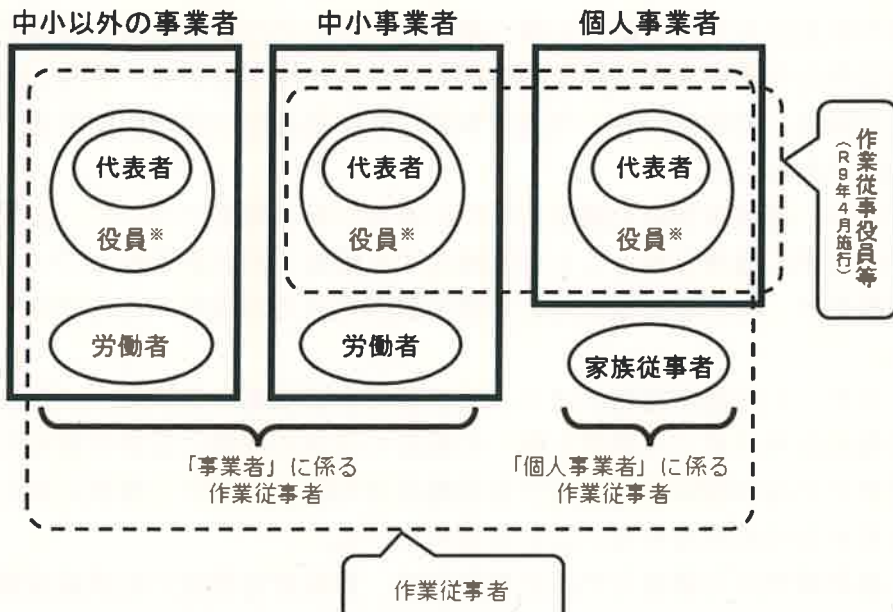 中小以外の事業者
中小事業者
個人事業者
代表者
役員※
労働者
代表者
役員※
労働者
代表者
役員※
家族従事者
作業従事役員等
（R9年4月施行）
「事業者」に係る
作業従事者
「個人事業者」に係る
作業従事者
作業従事者